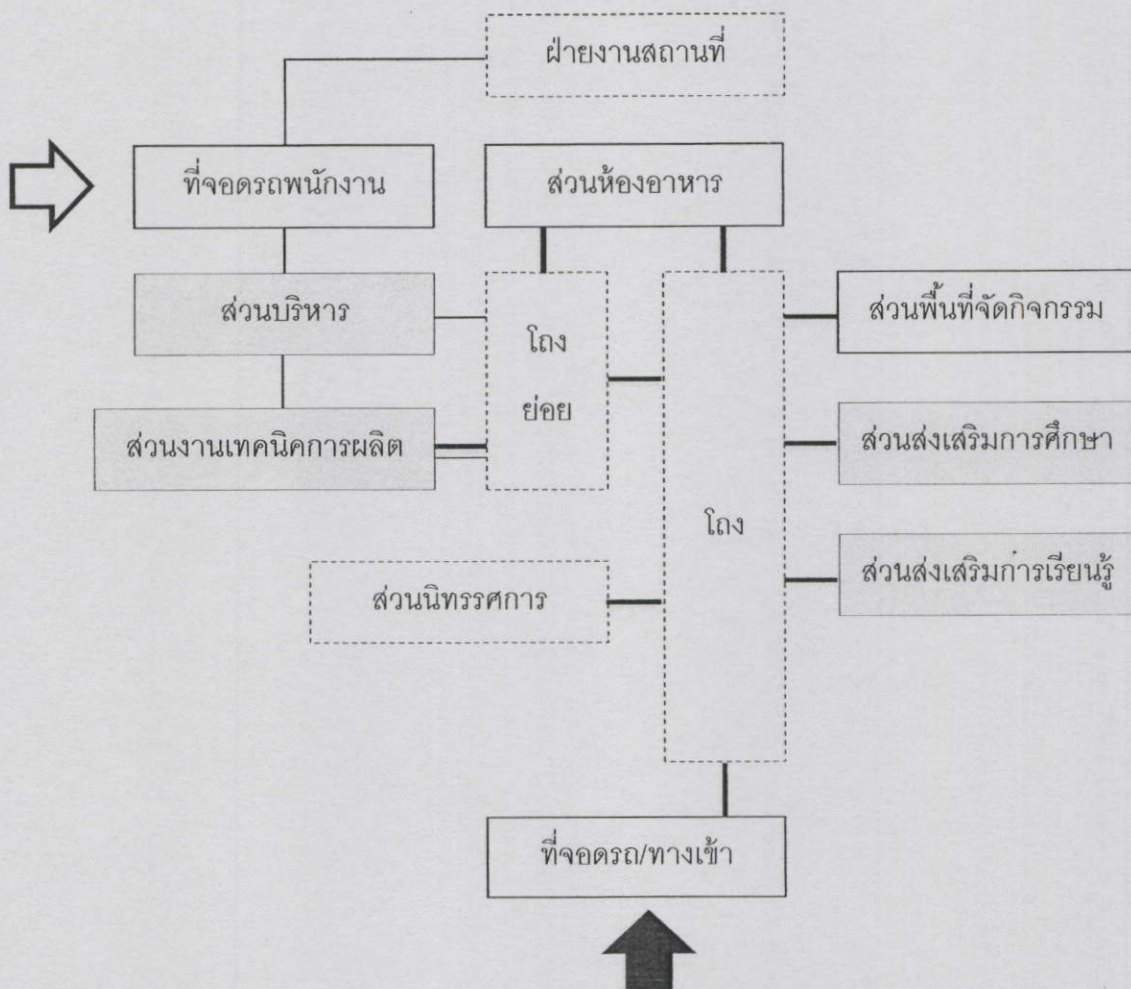 ฝ่ายงานสถานที่
ที่จอดรถพนักงาน
ส่วนห้องอาหาร
ส่วนบริหาร
โถง
ย่อย
ส่วนพื้นที่จัดกิจกรรม
ส่วนงานเทคนิคการผลิต
ส่วนส่งเสริมการศึกษา
โถง
ส่วนนิทรรศการ
ส่วนส่งเสริมการเรียนรู้
ที่จอดรถ/ทางเข้า